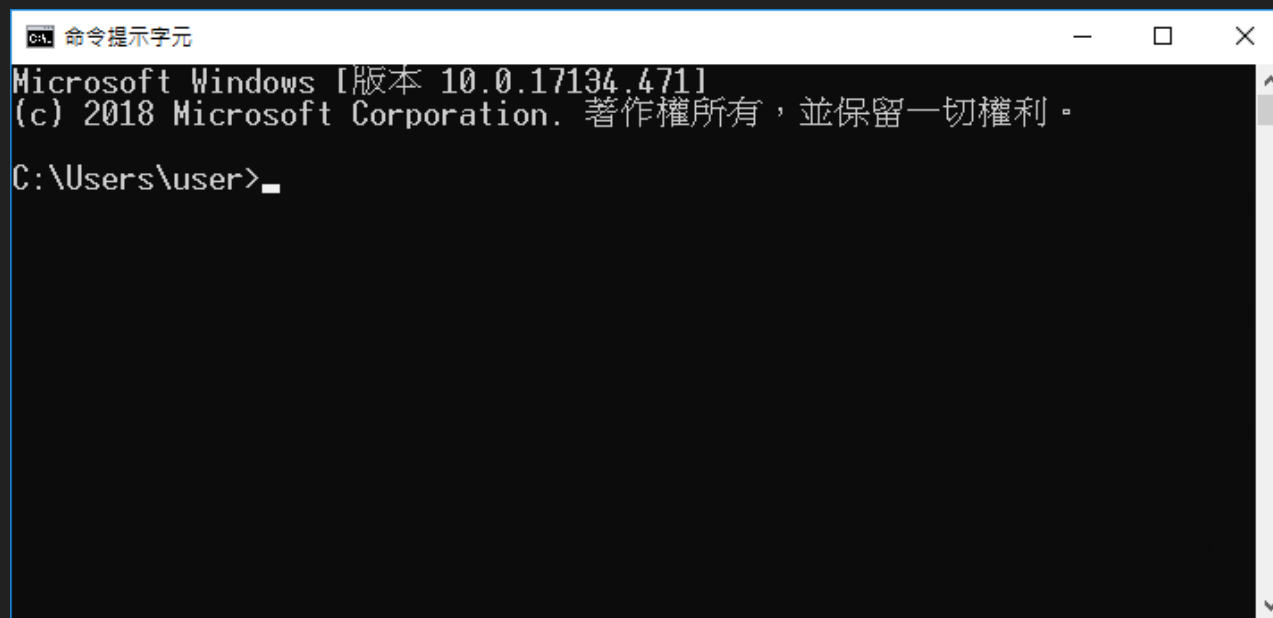 命令提示字元
Microsoft Windows [版本 10.0.17134.471]
(c) 2018 Microsoft Corporation. 著作權所有，並保留一切權利。
C:\Users\user>